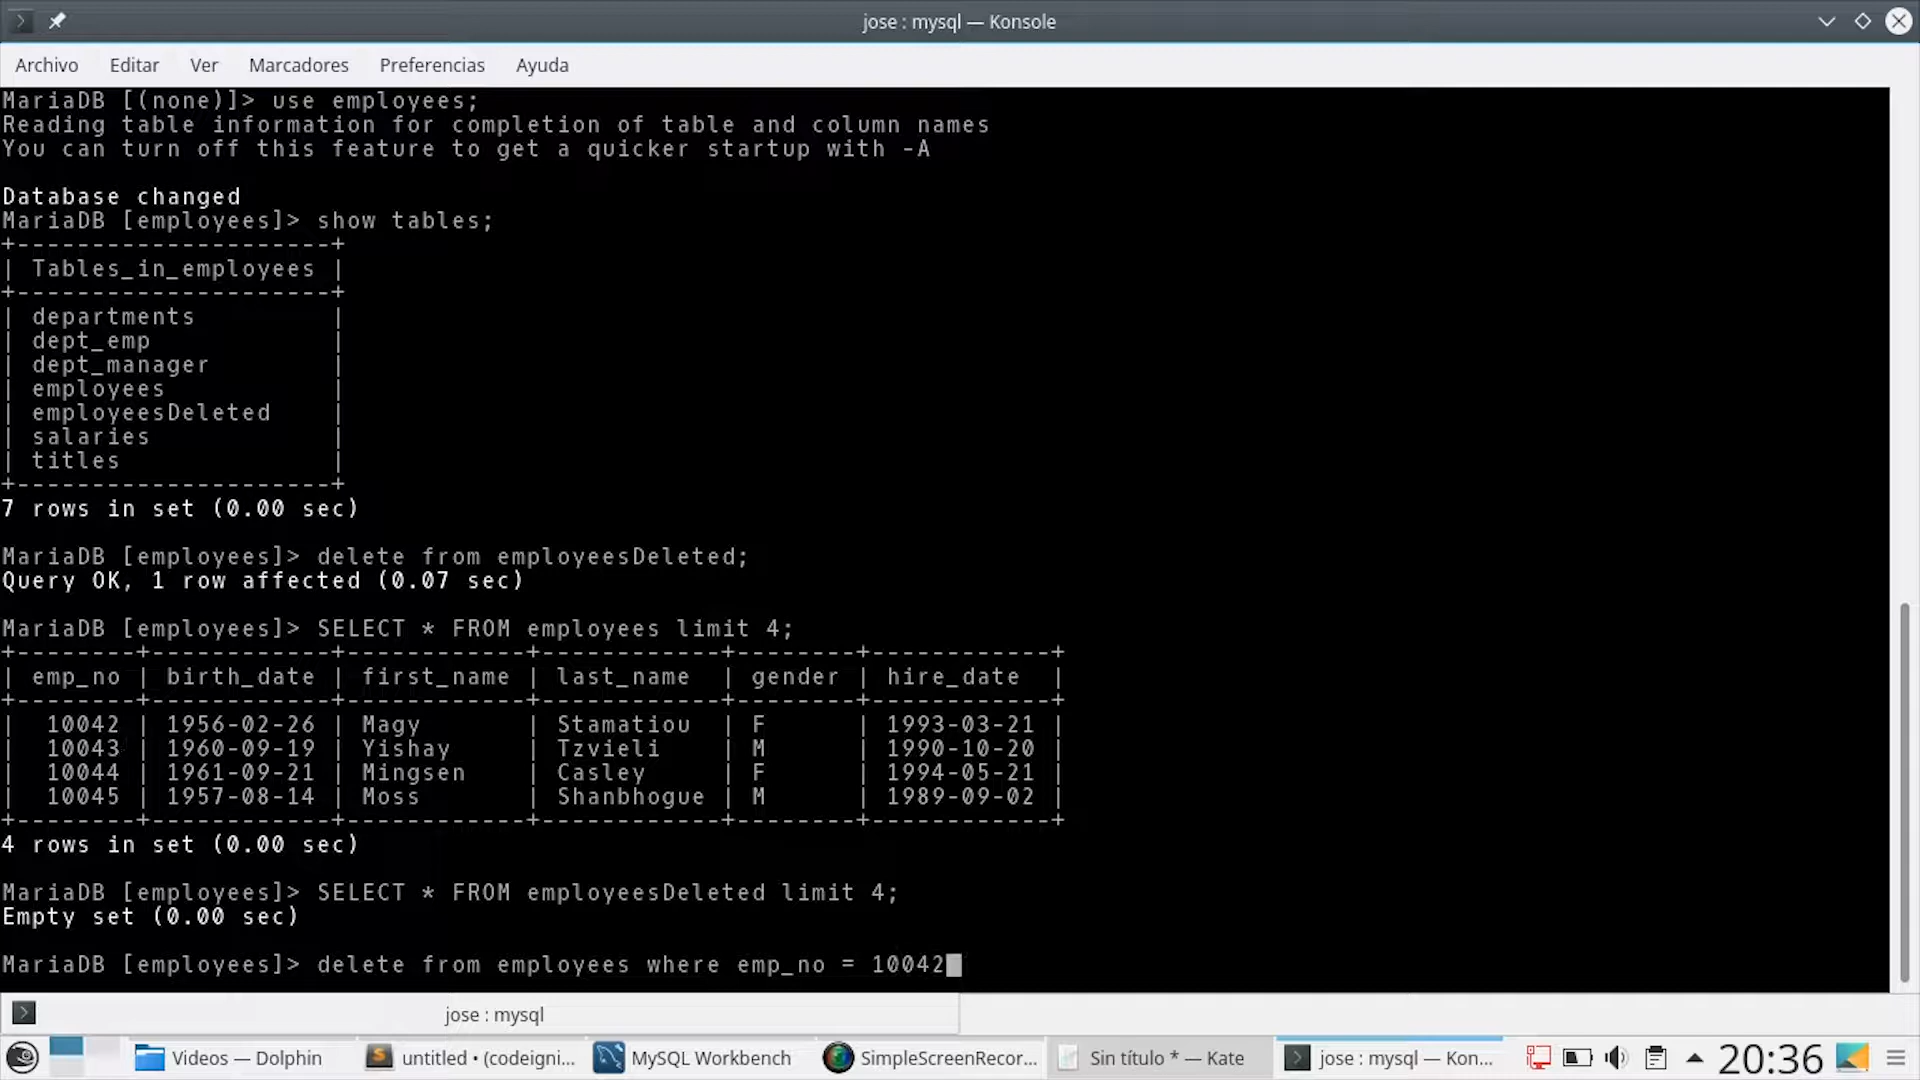 jose : mysql — Konsole
Archivo Editar Ver Marcadores Preferencias Ayuda
MariaDB [(none)]> use employees;
Reading table information for completion of table and column names
You can turn off this feature to get a quicker startup with -A
Database changed
MariaDB [employees]> show tables;
+---------------------+
| Tables_in_employees |
+---------------------+
| departments         |
| dept_emp            |
| dept_manager        |
| employees           |
| employeesDeleted    |
| salaries            |
| titles              |
+---------------------+
7 rows in set (0.00 sec)
MariaDB [employees]> delete from employeesDeleted;
Query OK, 1 row affected (0.07 sec)
MariaDB [employees]> SELECT * FROM employees limit 4;
+--------+------------+------------+------------+--------+------------+
| emp_no | birth_date | first_name | last_name  | gender | hire_date  |
+--------+------------+------------+------------+--------+------------+
|  10042 | 1956-02-26 | Magy       | Stamatiou  | F      | 1993-03-21 |
|  10043 | 1960-09-19 | Yishay     | Tzvieli    | M      | 1990-10-20 |
|  10044 | 1961-09-21 | Mingsen    | Casley     | F      | 1994-05-21 |
|  10045 | 1957-08-14 | Moss       | Shanbhogue | M      | 1989-09-02 |
+--------+------------+------------+------------+--------+------------+
4 rows in set (0.00 sec)
MariaDB [employees]> SELECT * FROM employeesDeleted limit 4;
Empty set (0.00 sec)
MariaDB [employees]> delete from employees where emp_no = 10042
jose : mysql
Videos — Dolphin untitled • (codeigni... MySQL Workbench SimpleScreenRecor... Sin título * — Kate jose : mysql — Kon... 20:36